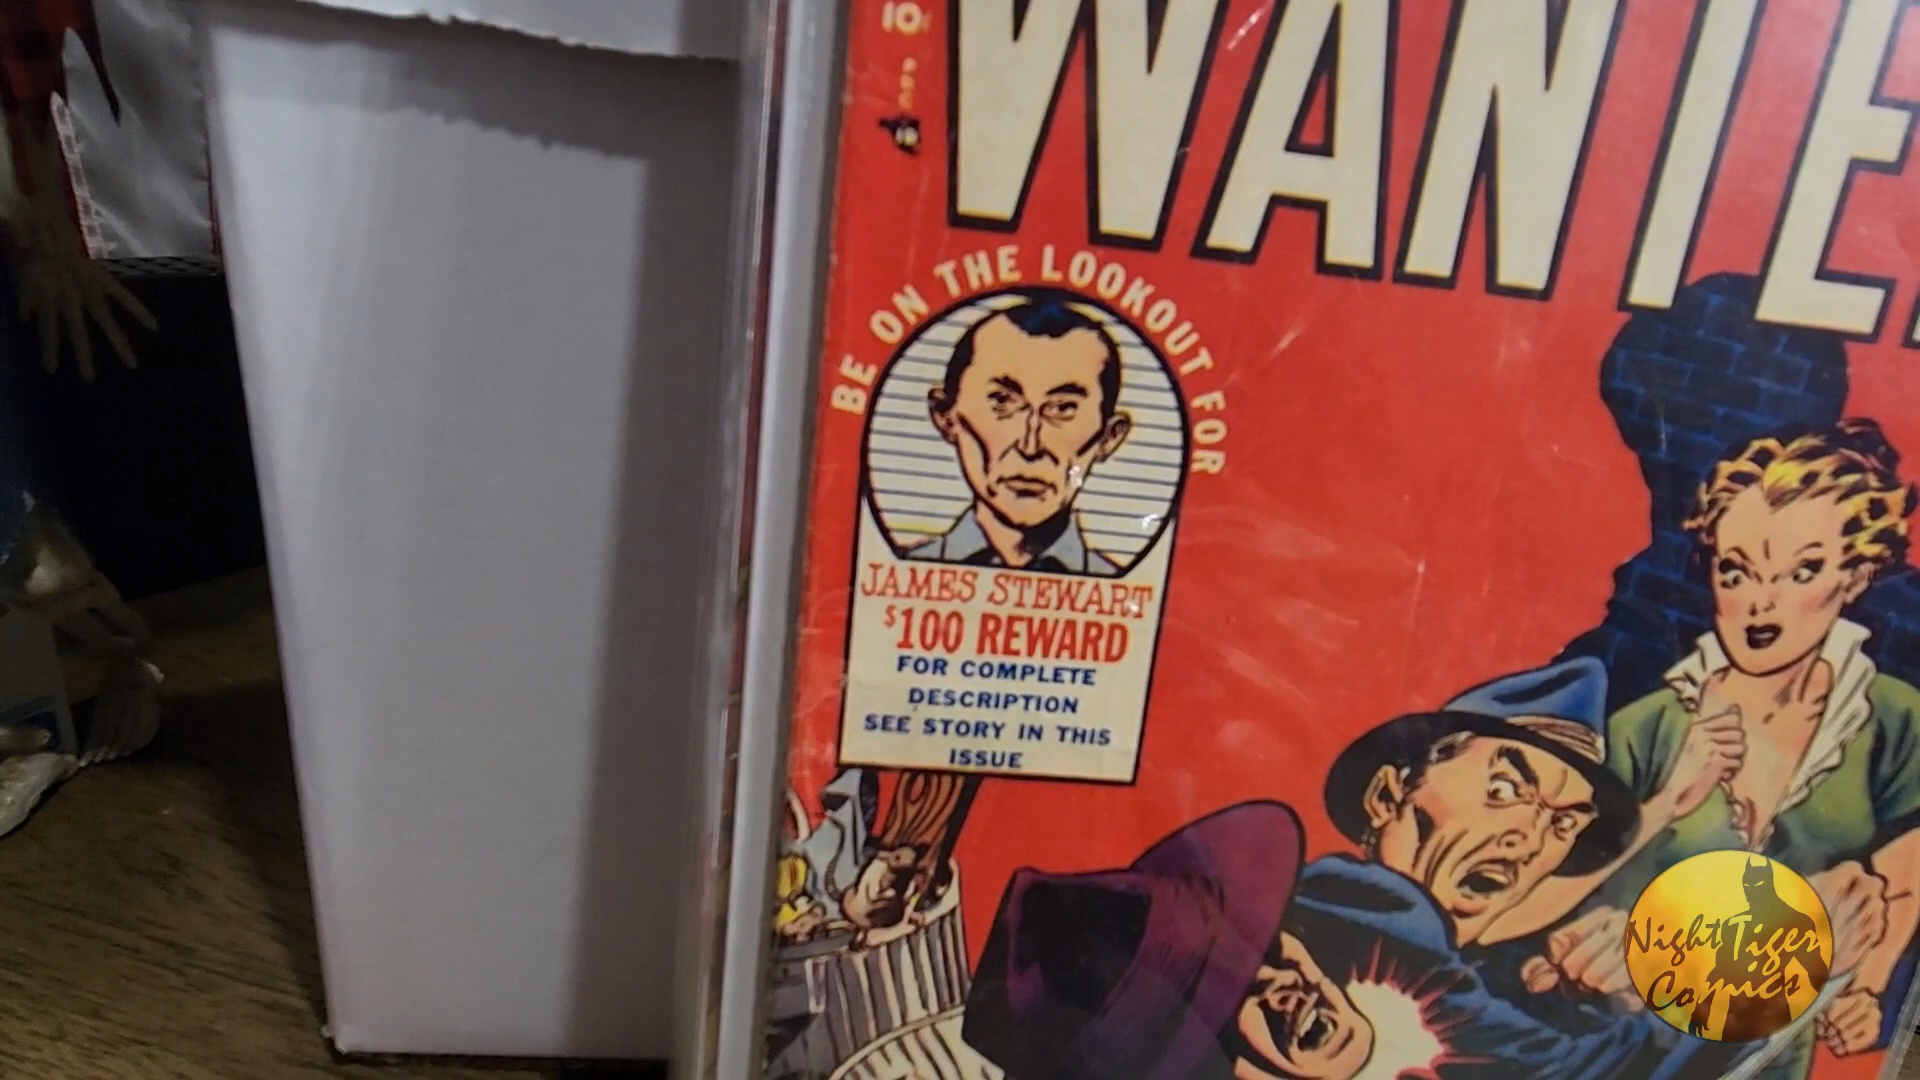 10¢
DEC.
WANTE
BE ON THE LOOKOUT FOR
JAMES STEWART
$100 REWARD
FOR COMPLETE
DESCRIPTION
SEE STORY IN THIS
ISSUE
Night Tiger
Comics